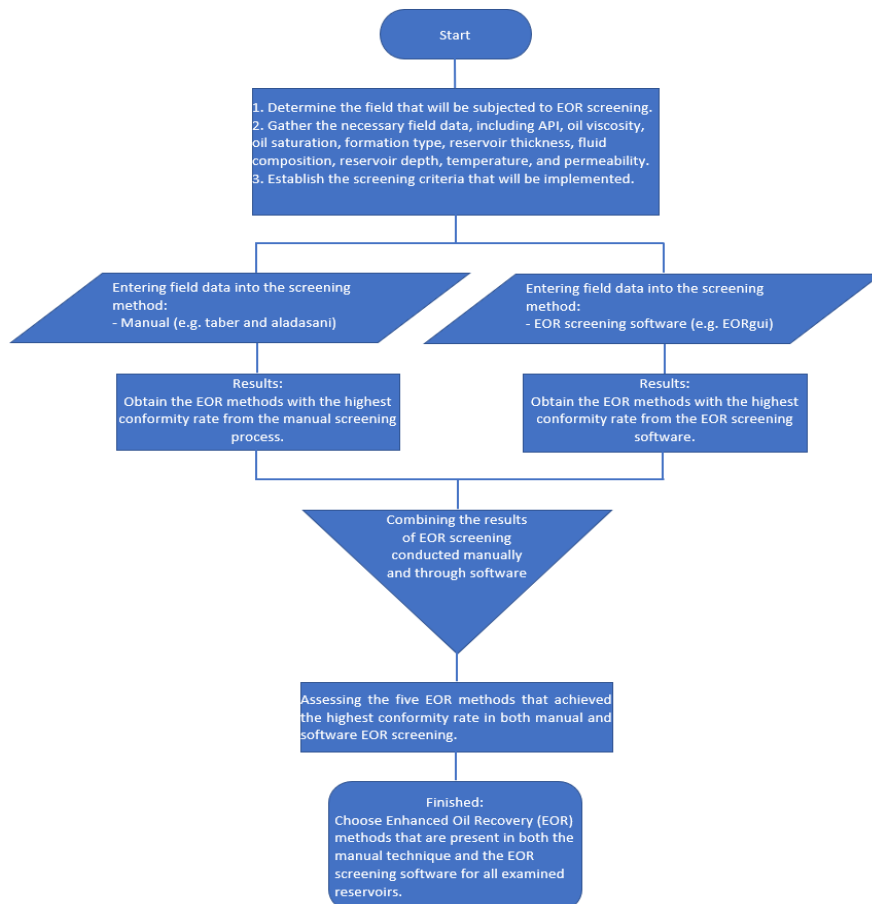 Start
1. Determine the field that will be subjected to EOR screening.
2. Gather the necessary field data, including API, oil viscosity,
oil saturation, formation type, reservoir thickness, fluid
composition, reservoir depth, temperature, and permeability.
3. Establish the screening criteria that will be implemented.
Entering field data into the screening
method:
- Manual (e.g. taber and aladasani)
Entering field data into the screening
method:
- EOR screening software (e.g. EORgui)
Results:
Obtain the EOR methods with the highest
conformity rate from the manual screening
process.
Results:
Obtain the EOR methods with the highest
conformity rate from the EOR screening
software.
Combining the results
of EOR screening
conducted manually
and through software
Assessing the five EOR methods that achieved
the highest conformity rate in both manual and
software EOR screening.
Finished:
Choose Enhanced Oil Recovery (EOR)
methods that are present in both the
manual technique and the EOR
screening software for all examined
reservoirs.